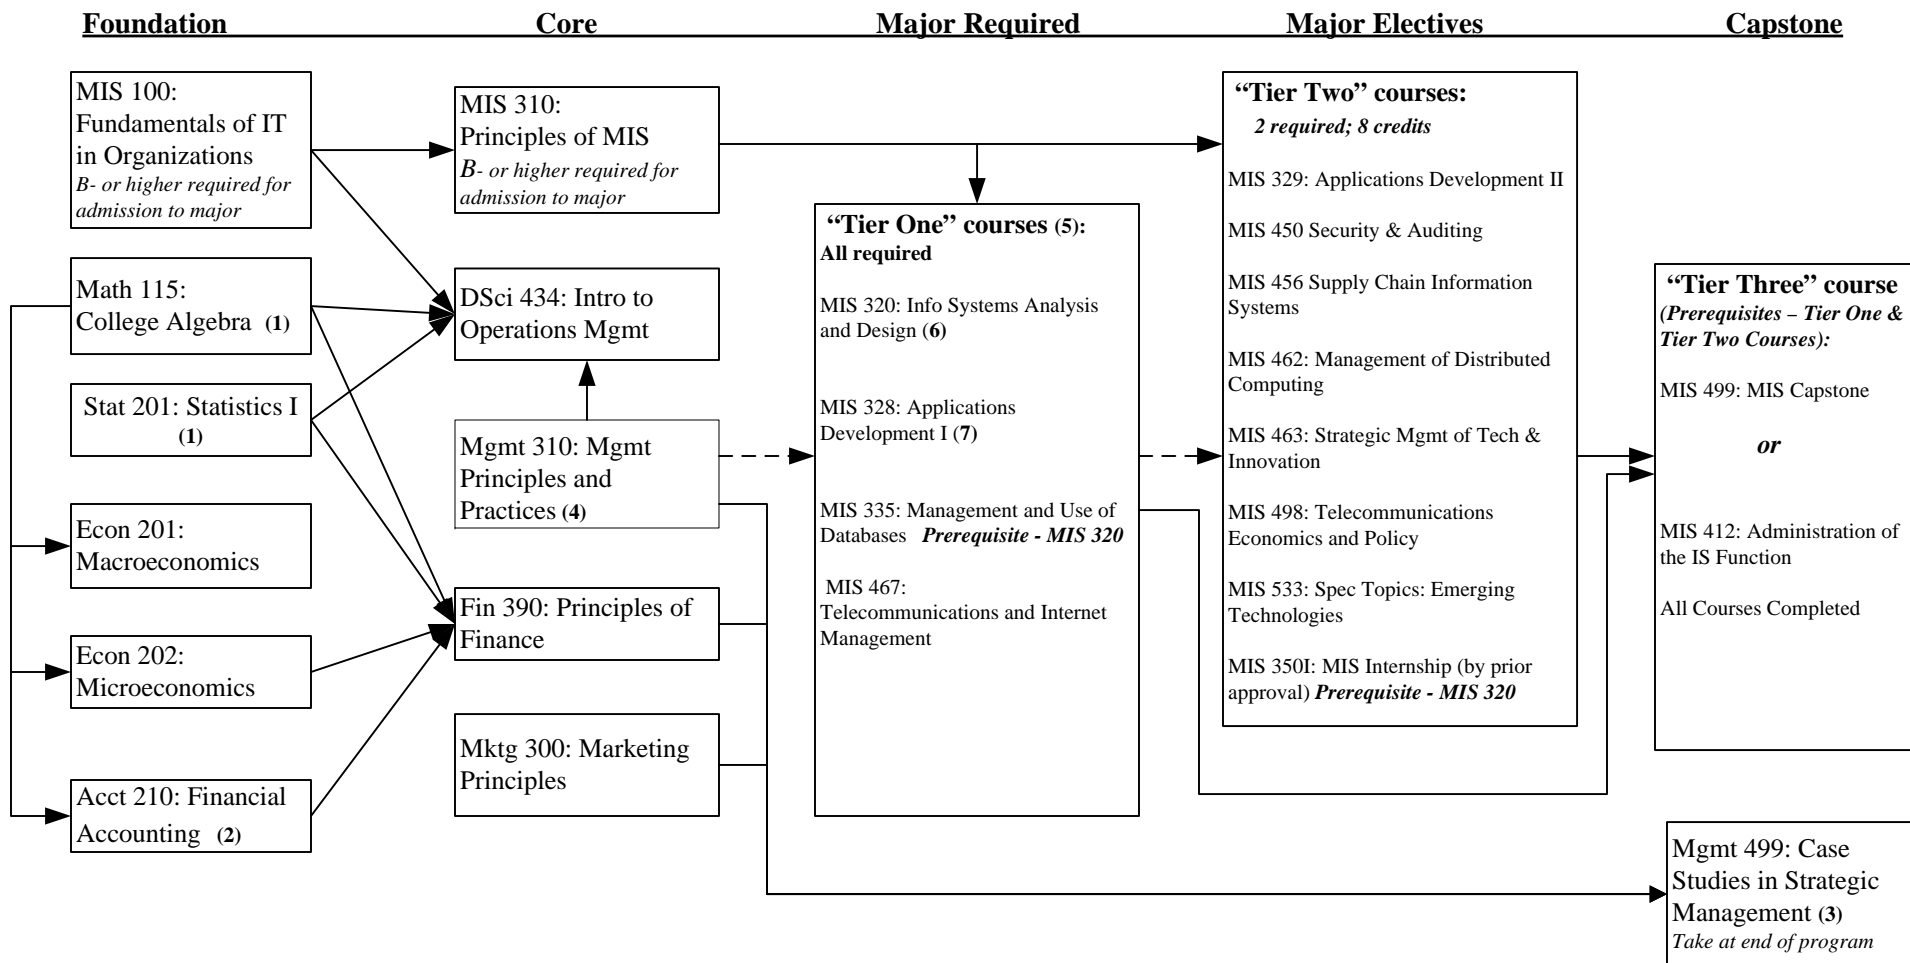 Foundation
Core
Major Required
Major Electives
Capstone
MIS 100:
Fundamentals of IT
in Organizations
B- or higher required for
admission to major
Math 115:
College Algebra (1)
Stat 201: Statistics I
(1)
Econ 201:
Macroeconomics
Econ 202:
Microeconomics
Acct 210: Financial
Accounting (2)
MIS 310:
Principles of MIS
B- or higher required for
admission to major
DSci 434: Intro to
Operations Mgmt
Mgmt 310: Mgmt
Principles and
Practices (4)
Fin 390: Principles of
Finance
Mktg 300: Marketing
Principles
“Tier One” courses (5):
All required
MIS 320: Info Systems Analysis
and Design (6)
MIS 328: Applications
Development I (7)
MIS 335: Management and Use of
Databases Prerequisite - MIS 320
MIS 467:
Telecommunications and Internet
Management
“Tier Two” courses:
2 required; 8 credits
MIS 329: Applications Development II
MIS 450 Security & Auditing
MIS 456 Supply Chain Information
Systems
MIS 462: Management of Distributed
Computing
MIS 463: Strategic Mgmt of Tech &
Innovation
MIS 498: Telecommunications
Economics and Policy
MIS 533: Spec Topics: Emerging
Technologies
MIS 350I: MIS Internship (by prior
approval) Prerequisite - MIS 320
“Tier Three” course
(Prerequisites – Tier One &
Tier Two Courses):
MIS 499: MIS Capstone
or
MIS 412: Administration of
the IS Function
All Courses Completed
Mgmt 499: Case
Studies in Strategic
Management (3)
Take at end of program